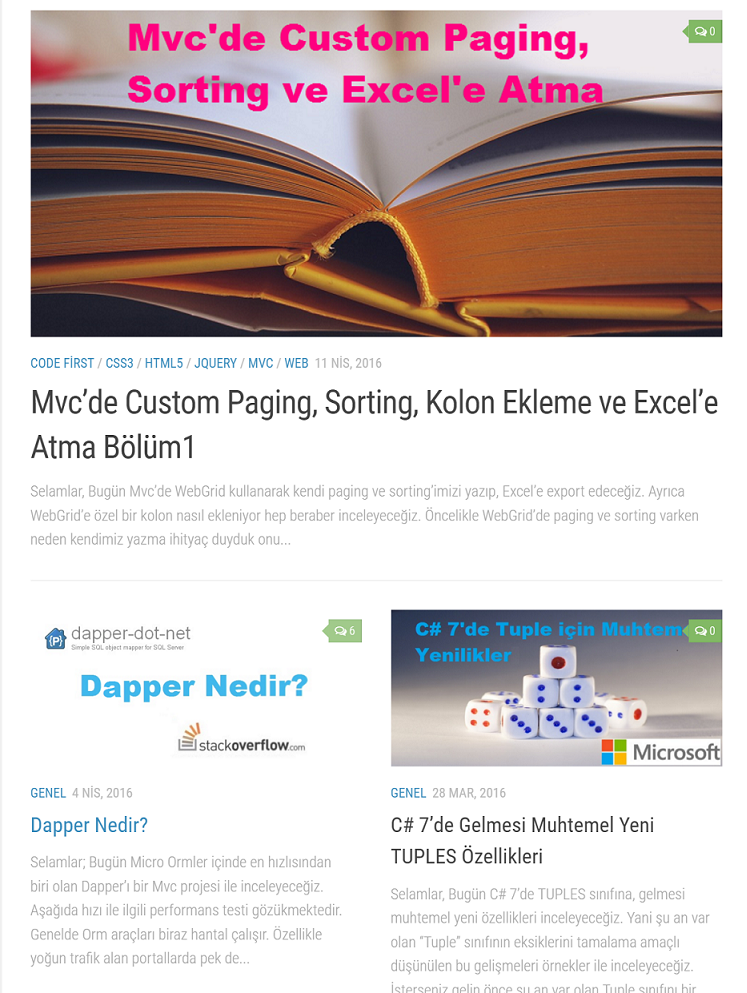 Mvc'de Custom Paging,
Sorting ve Excel'e Atma
0
CODE FİRST / CSS3 / HTML5 / JQUERY / MVC / WEB 11 NİS, 2016
Mvc’de Custom Paging, Sorting, Kolon Ekleme ve Excel’e
Atma Bölüm1
Selamlar, Bugün Mvc’de WebGrid kullanarak kendi paging ve sorting’imizi yazıp, Excel’e export edeceğiz. Ayrıca
WebGrid’e özel bir kolon nasıl ekleniyor hep beraber inceleyeceğiz. Öncelikle WebGrid’de paging ve sorting varken
neden kendimiz yazma ihityaç duyduk onu...
dapper-dot-net
Simple SQL object mapper for SQL Server
6
Dapper Nedir?
stackoverflow.com
GENEL 4 NİS, 2016
Dapper Nedir?
Selamlar; Bugün Micro Ormler içinde en hızlısından
biri olan Dapper’ı bir Mvc projesi ile inceleyeceğiz.
Aşağıda hızı ile ilgili performans testi gözükmektedir.
Genelde Orm araçları biraz hantal çalışır. Özellikle
yoğun trafik alan portallarda pek de...
C# 7'de Tuple için Muhtem
Yenilikler
0
Microsoft
GENEL 28 MAR, 2016
C# 7’de Gelmesi Muhtemel Yeni
TUPLES Özellikleri
Selamlar, Bugün C# 7’de TUPLES sınıfına, gelmesi
muhtemel yeni özellikleri inceleyeceğiz. Yani şu an var
olan “Tuple” sınıfının eksiklerini tamalama amaçlı
düşünülen bu gelişmeleri örnekler ile inceleyeceğiz.
İsterseniz gelin önce şu an var olan Tuple sınıfını bir